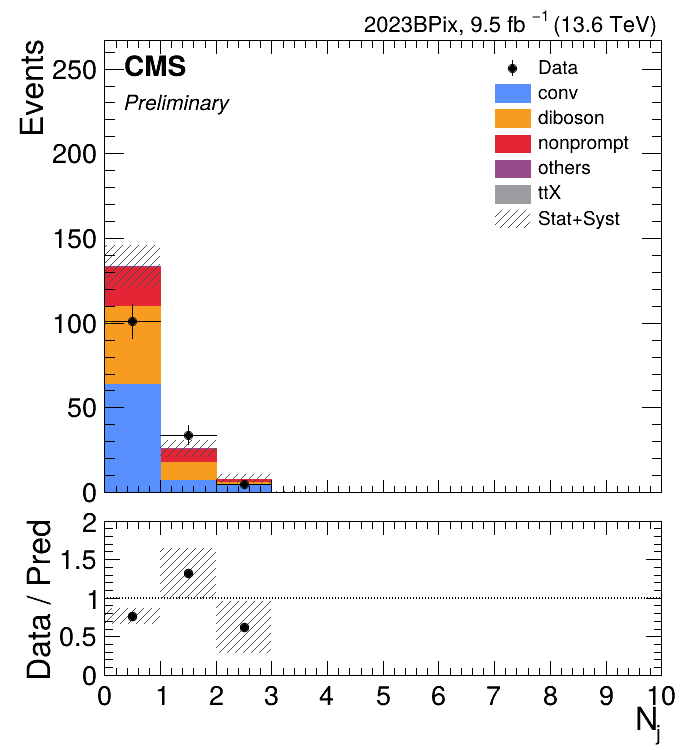 2023BPix, 9.5 fb⁻¹ (13.6 TeV)
CMS
Preliminary
Events
250
200
150
100
50
0
Data
conv
diboson
nonprompt
others
ttX
Stat+Syst
Data / Pred
2
1.5
1
0.5
0
0 1 2 3 4 5 6 7 8 9 10
Nⱼ